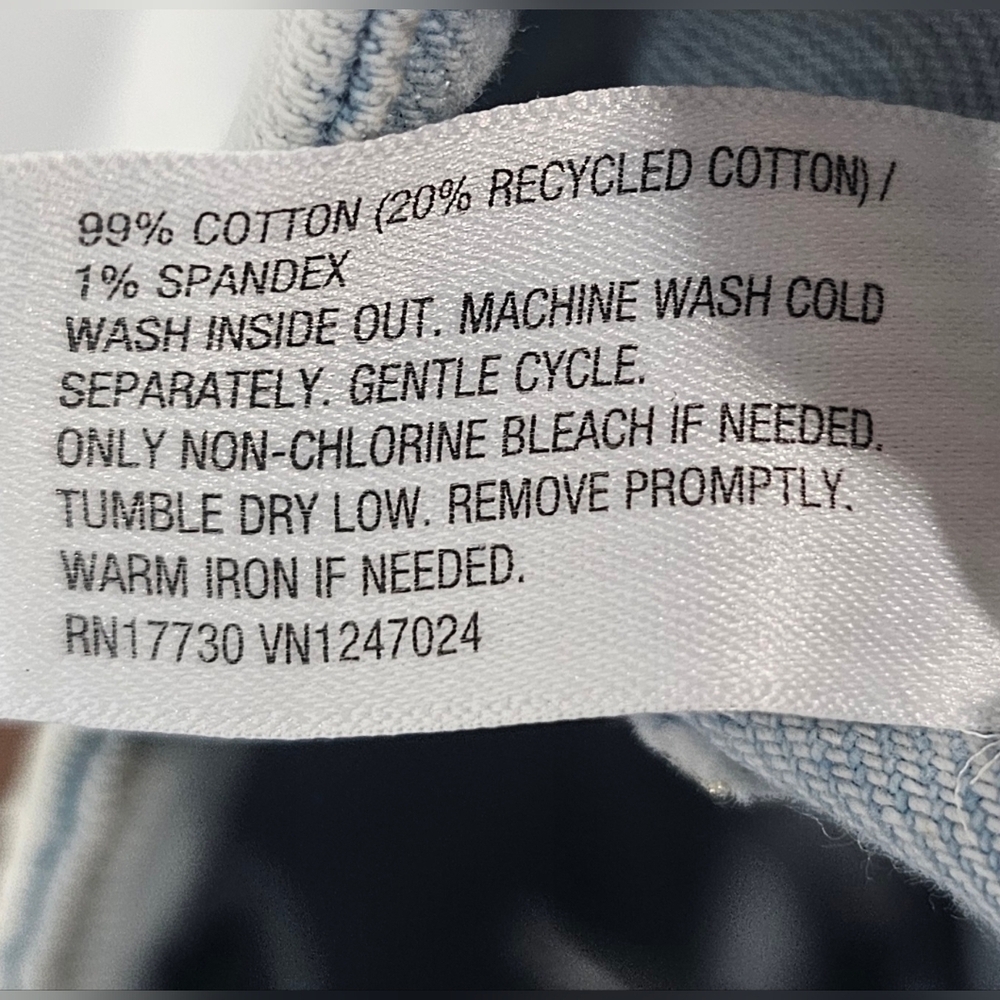 99% COTTON (20% RECYCLED COTTON) /
1% SPANDEX
WASH INSIDE OUT. MACHINE WASH COLD
SEPARATELY. GENTLE CYCLE.
ONLY NON-CHLORINE BLEACH IF NEEDED.
TUMBLE DRY LOW. REMOVE PROMPTLY.
WARM IRON IF NEEDED.
RN17730 VN1247024